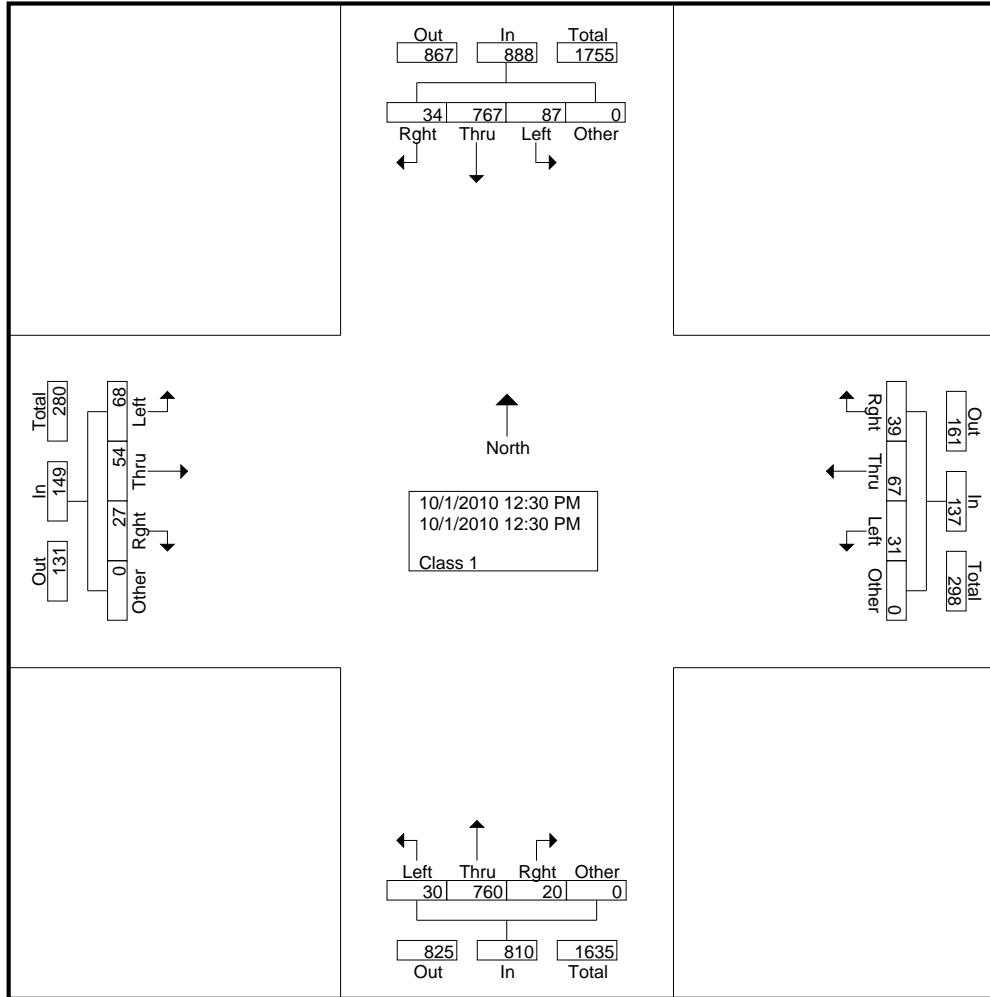 Out In Total
867 888 1755
34 767 87 0
Rght Thru Left Other
Total In Out
280 149 131
68 54 27 0
Left Thru Rght Other
North
10/1/2010 12:30 PM
10/1/2010 12:30 PM
Class 1
Rght Thru Left Other
39 67 31 0
Out In Total
161 137 298
Left Thru Rght Other
30 760 20 0
825 810 1635
Out In Total